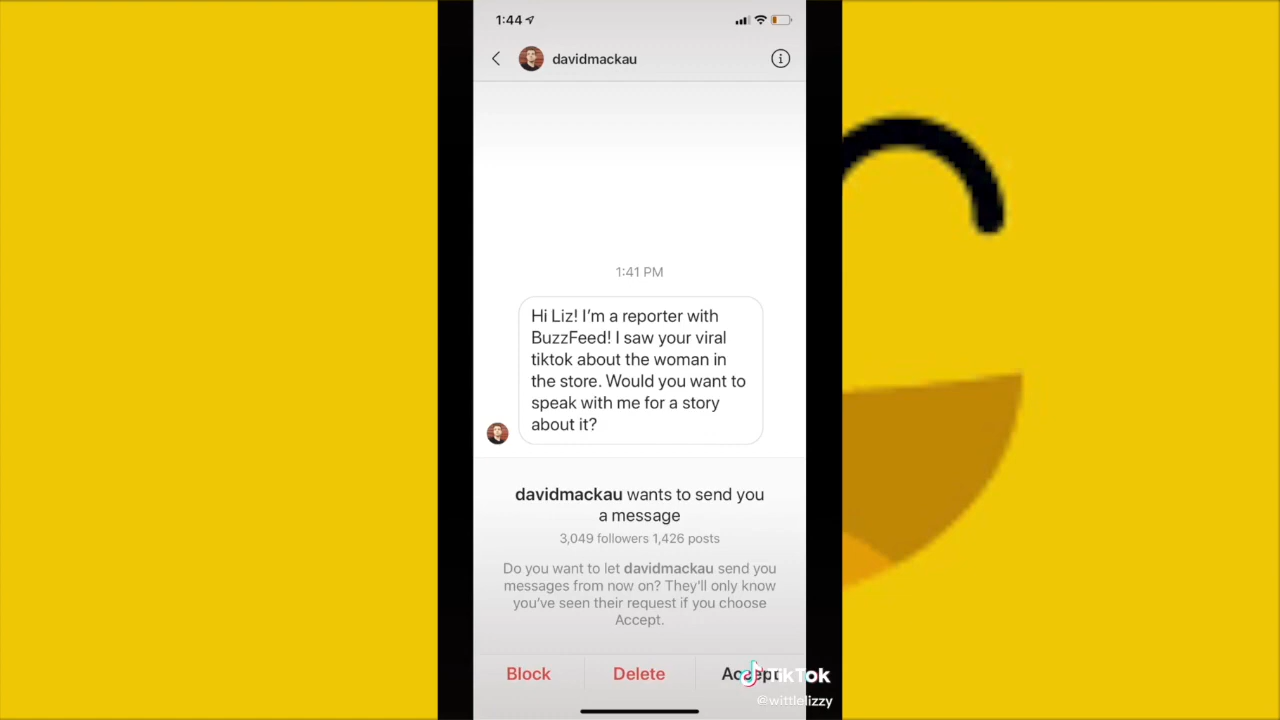 1:44
davidmackau
1:41 PM
Hi Liz! I'm a reporter with
BuzzFeed! I saw your viral
tiktok about the woman in
the store. Would you want to
speak with me for a story
about it?
davidmackau wants to send you
a message
3,049 followers 1,426 posts
Do you want to let davidmackau send you
messages from now on? They'll only know
you've seen their request if you choose
Accept.
Block Delete Accept
TikTok
@wittlelizzy